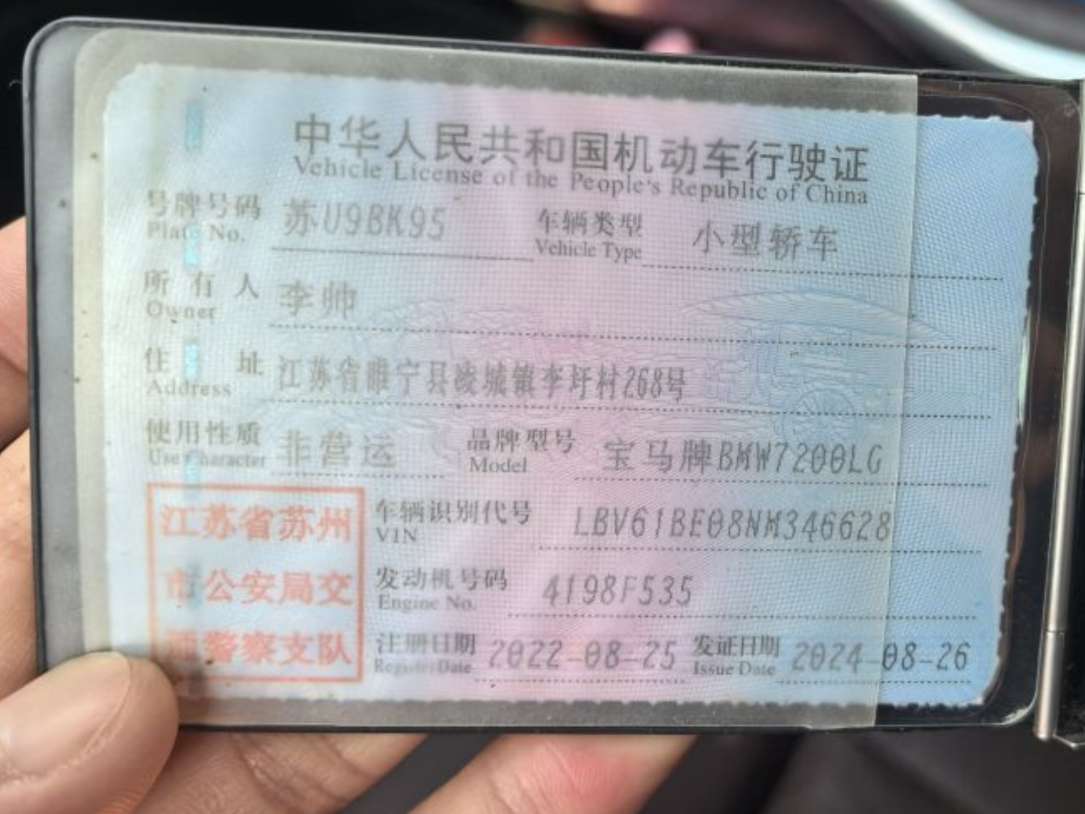 中华人民共和国机动车行驶证
Vehicle License of the People's Republic of China
号牌号码 苏U9BK95 车辆类型 小型轿车
Plate No. Vehicle Type
所有人 李帅
Owner
住址 江苏省睢宁县凌城镇李圩村268号
Address
使用性质 非营运 品牌型号 宝马牌BMW7200LG
Use Character Model
江苏省苏州
市公安局交
通警察支队
车辆识别代号 LBV61BE08NM346628
VIN
发动机号码 4198F535
Engine No.
注册日期 2022-08-25 发证日期 2024-08-26
Register Date Issue Date